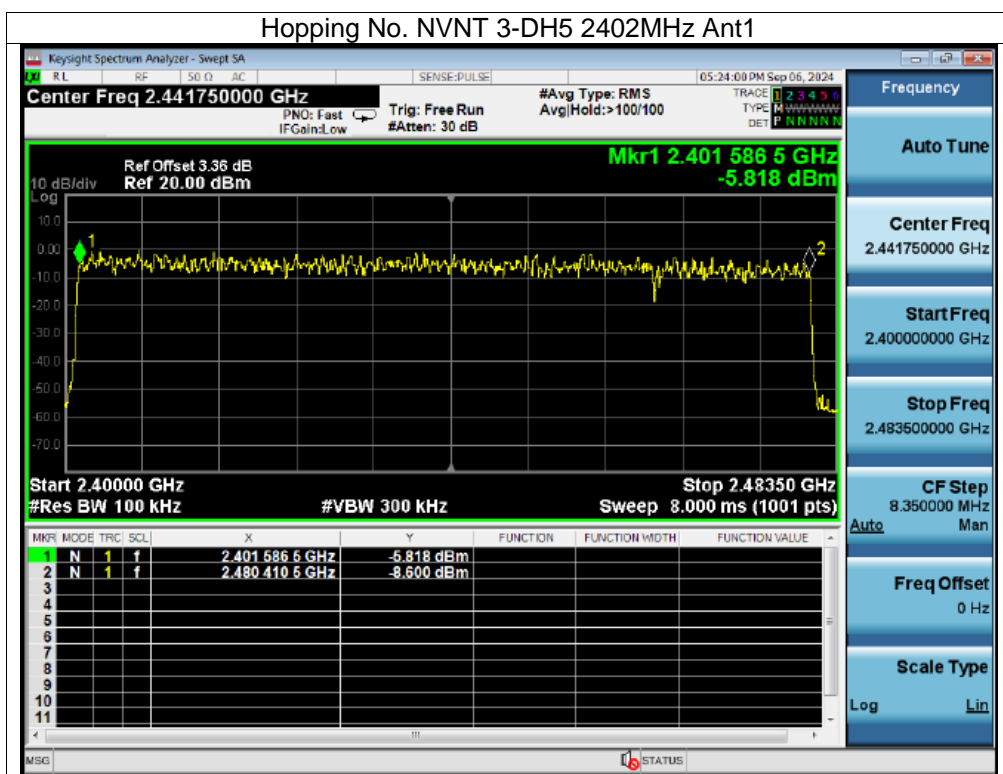 Hopping No. NVNT 3-DH5 2402MHz Ant1
Keysight Spectrum Analyzer - Swept SA
LXI RL RF 50 Ω AC SENSE:PULSE 05:24:00 PM Sep 06, 2024
Center Freq 2.441750000 GHz #Avg Type: RMS TRACE 1 2 3 4 5 6
PNO: Fast Trig: Free Run Avg|Hold:>100/100 TYPE M W W W W W
IFGain:Low #Atten: 30 dB DET P N N N N N
Frequency
Auto Tune
Ref Offset 3.36 dB Mkr1 2.401 586 5 GHz
10 dB/div Ref 20.00 dBm -5.818 dBm
Log
10.0
0.00
-10.0
-20.0
-30.0
-40.0
-50.0
-60.0
-70.0
1
2
Start 2.40000 GHz Stop 2.48350 GHz
#Res BW 100 kHz #VBW 300 kHz Sweep 8.000 ms (1001 pts)
MKR MODE TRC SCL X Y FUNCTION FUNCTION WIDTH FUNCTION VALUE
1 N 1 f 2.401 586 5 GHz -5.818 dBm
2 N 1 f 2.480 410 5 GHz -8.600 dBm
3
4
5
6
7
8
9
10
11
Center Freq
2.441750000 GHz
Start Freq
2.400000000 GHz
Stop Freq
2.483500000 GHz
CF Step
8.350000 MHz
Auto Man
Freq Offset
0 Hz
Scale Type
Log Lin
MSG STATUS